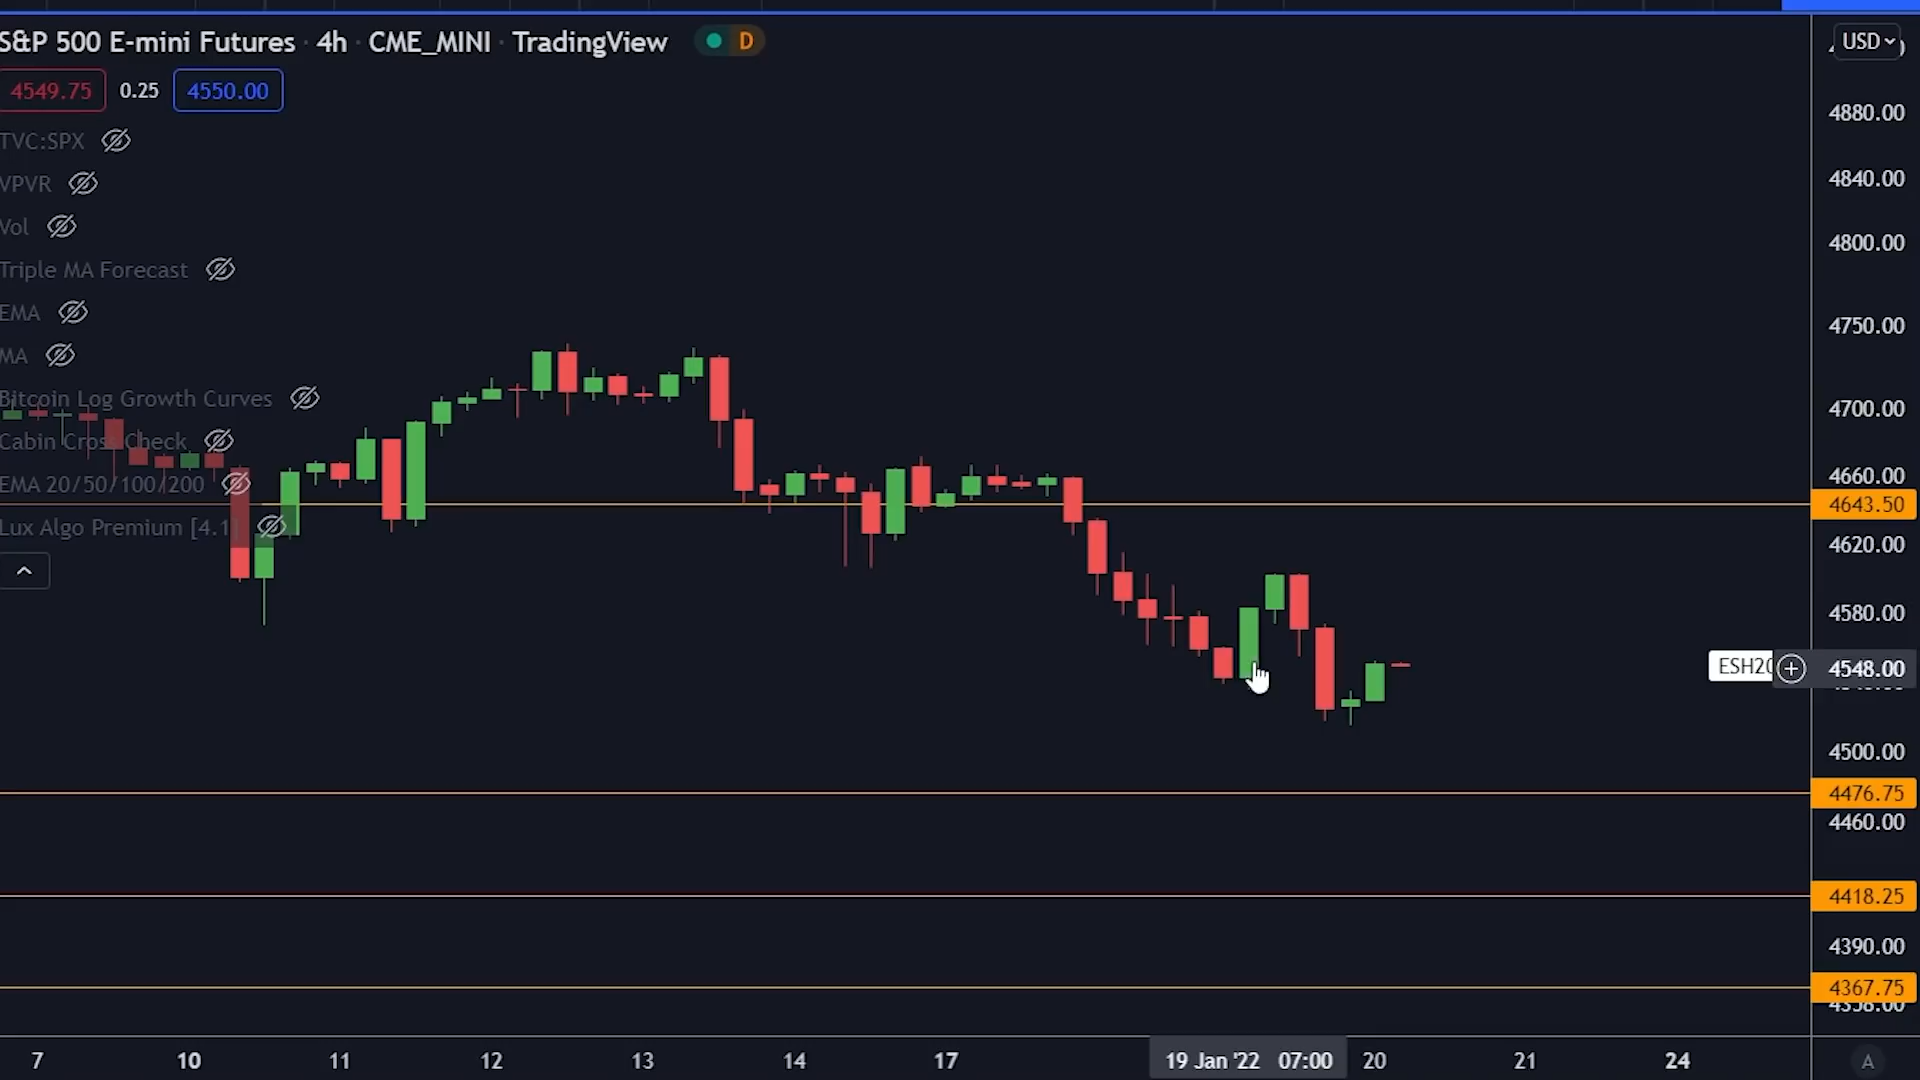 S&P 500 E-mini Futures · 4h · CME_MINI · TradingView D
4549.75 0.25 4550.00
TVC:SPX
VPVR
Vol
Triple MA Forecast
EMA
MA
Bitcoin Log Growth Curves
Cabin Cross Check
EMA 20/50/100/200
Lux Algo Premium [4.1]
USD
4880.00
4840.00
4800.00
4750.00
4700.00
4660.00
4643.50
4620.00
4580.00
ESH20 4548.00
4500.00
4476.75
4460.00
4418.25
4390.00
4367.75
7 10 11 12 13 14 17 19 Jan '22 07:00 20 21 24 A